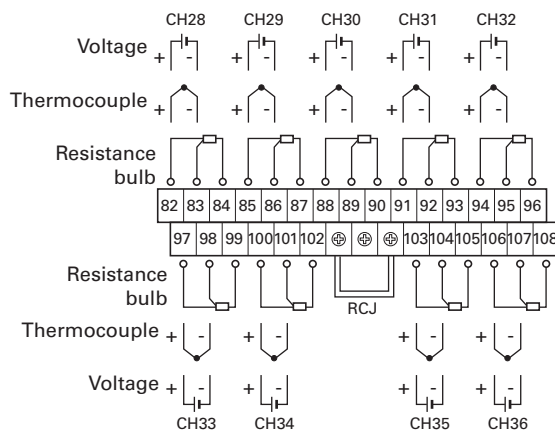 CH28 CH29 CH30 CH31 CH32
Voltage + - + - + - + - + -
Thermocouple + - + - + - + - + -
Resistance
bulb
82 83 84 85 86 87 88 89 90 91 92 93 94 95 96
97 98 99 100 101 102 103 104 105 106 107 108
Resistance
bulb
RCJ
Thermocouple + - + - + - + -
Voltage + - + - + - + -
CH33 CH34 CH35 CH36